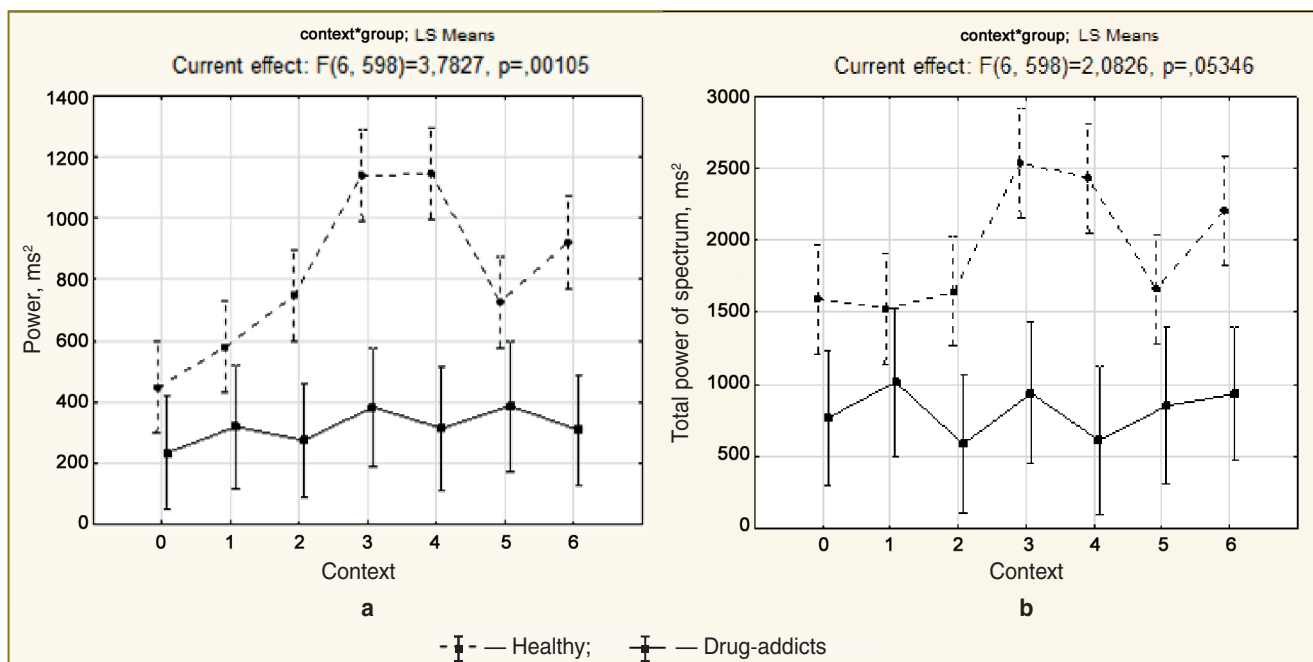 context*group; LS Means
Current effect: F(6, 598)=3,7827, p=,00105
Power, ms²
1400
1200
1000
800
600
400
200
0
0 1 2 3 4 5 6
Context
a
context*group; LS Means
Current effect: F(6, 598)=2,0826, p=,05346
Total power of spectrum, ms²
3000
2500
2000
1500
1000
500
0
0 1 2 3 4 5 6
Context
b
— Healthy; — Drug-addicts